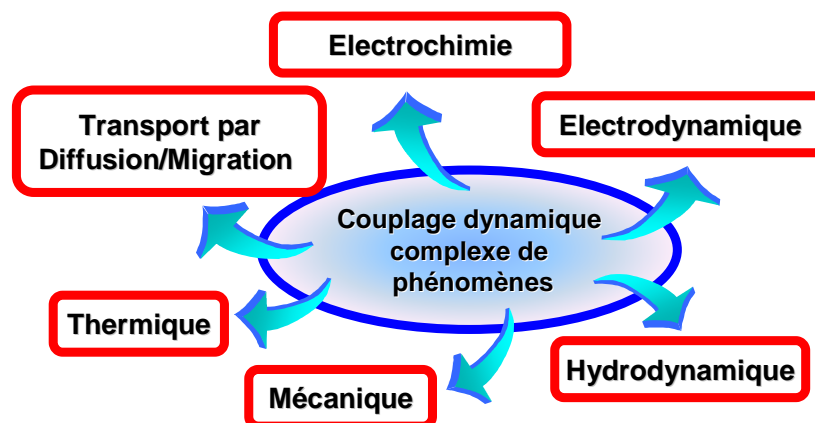 Electrochimie
Transport par
Diffusion/Migration
Electrodynamique
Couplage dynamique
complexe de
phénomènes
Thermique
Hydrodynamique
Mécanique